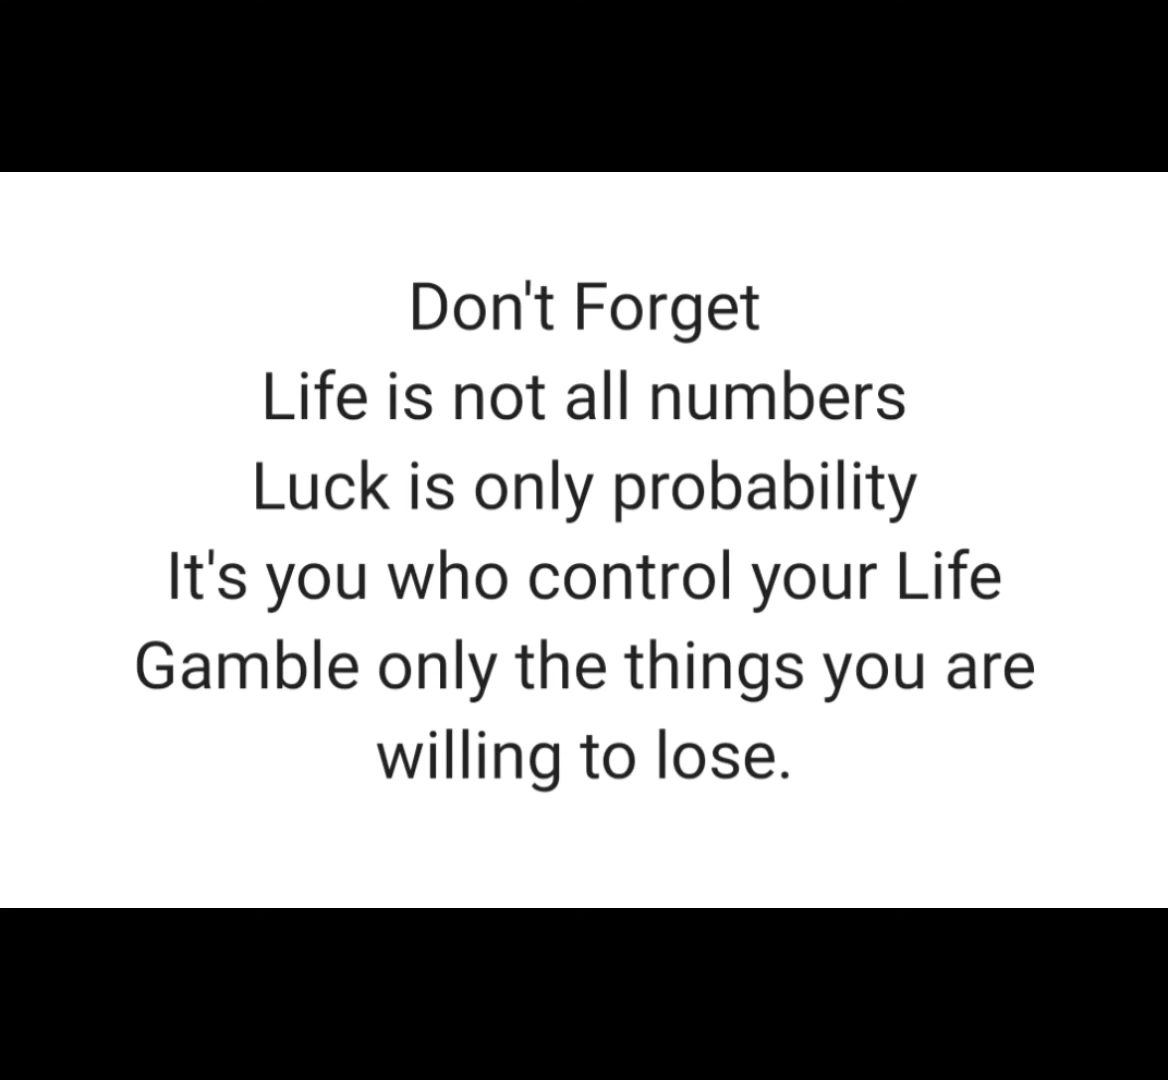 Don't Forget
Life is not all numbers
Luck is only probability
It's you who control your Life
Gamble only the things you are
willing to lose.